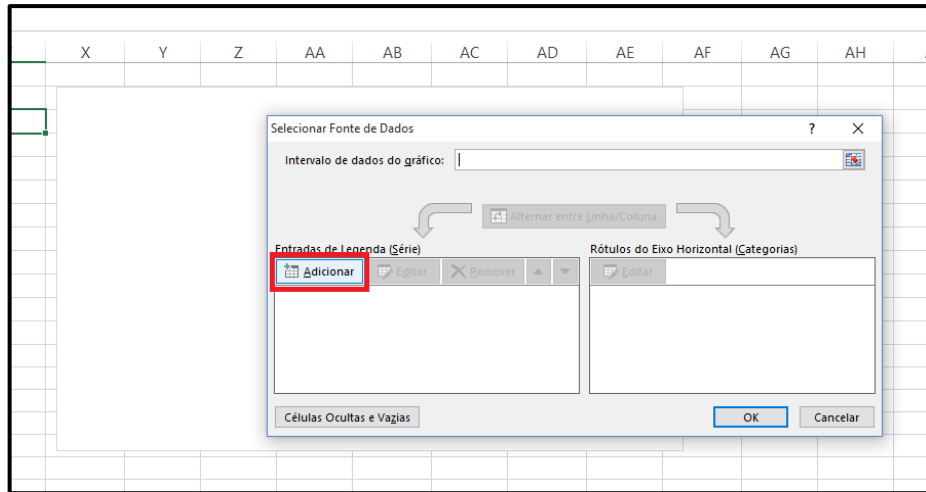 X Y Z AA AB AC AD AE AF AG AH
Selecionar Fonte de Dados ? ×
Intervalo de dados do gráfico:
Alternar entre Linha/Coluna
Entradas de Legenda (Série) Rótulos do Eixo Horizontal (Categorias)
Adicionar Editar Remover Editar
Células Ocultas e Vazias OK Cancelar